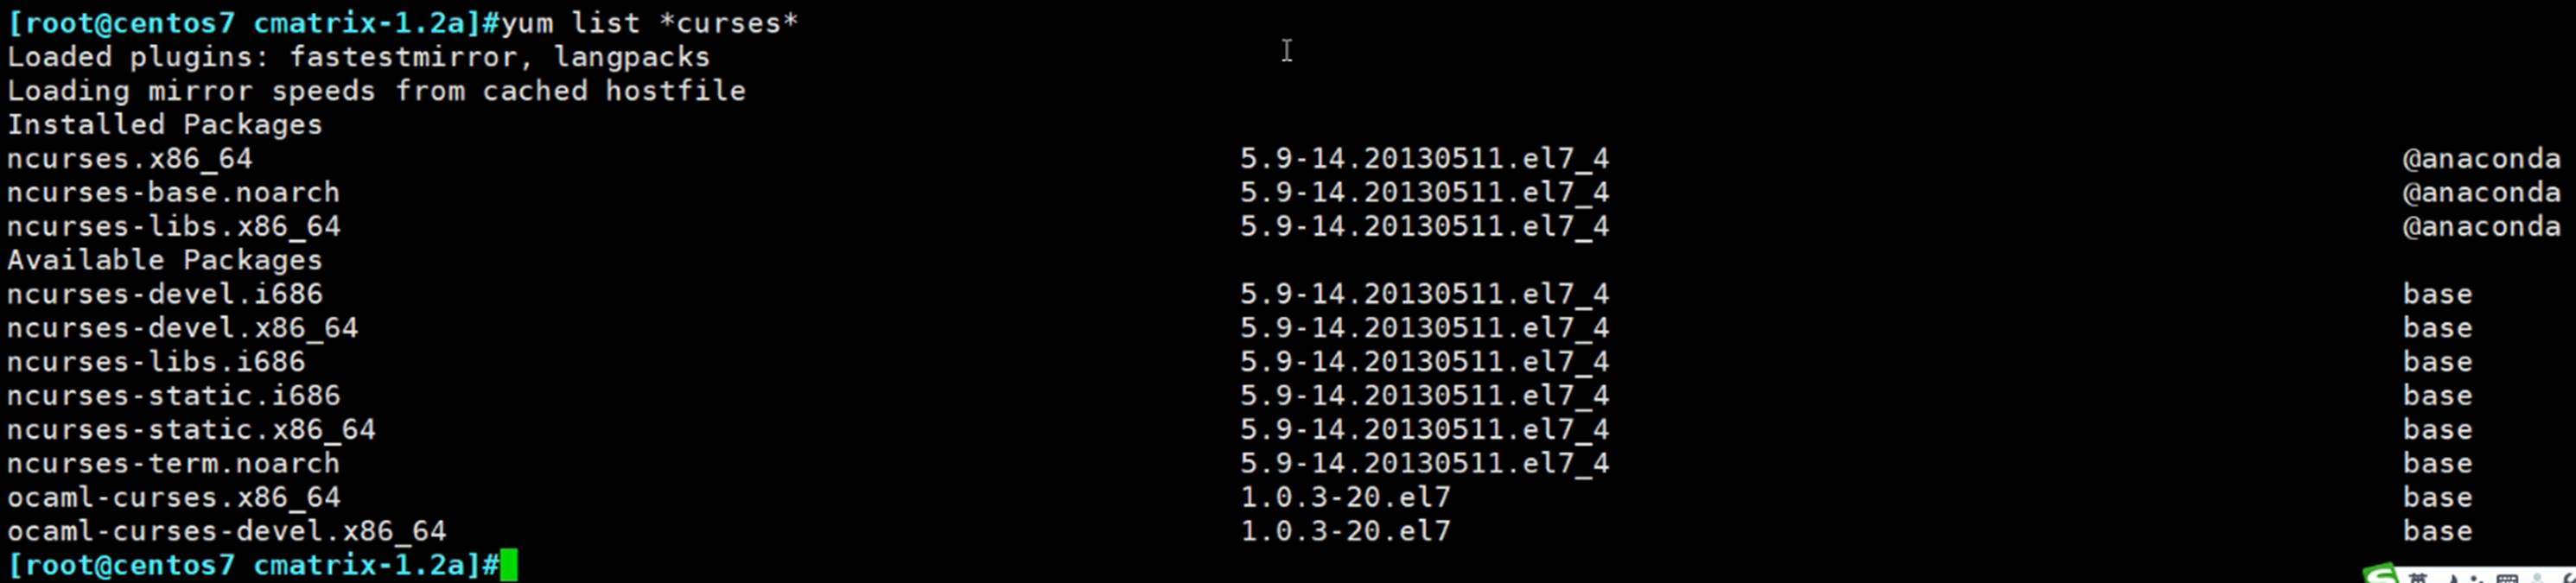 [root@centos7 cmatrix-1.2a]#yum list *curses*
Loaded plugins: fastestmirror, langpacks
Loading mirror speeds from cached hostfile
Installed Packages
ncurses.x86_64 5.9-14.20130511.el7_4 @anaconda
ncurses-base.noarch 5.9-14.20130511.el7_4 @anaconda
ncurses-libs.x86_64 5.9-14.20130511.el7_4 @anaconda
Available Packages
ncurses-devel.i686 5.9-14.20130511.el7_4 base
ncurses-devel.x86_64 5.9-14.20130511.el7_4 base
ncurses-libs.i686 5.9-14.20130511.el7_4 base
ncurses-static.i686 5.9-14.20130511.el7_4 base
ncurses-static.x86_64 5.9-14.20130511.el7_4 base
ncurses-term.noarch 5.9-14.20130511.el7_4 base
ocaml-curses.x86_64 1.0.3-20.el7 base
ocaml-curses-devel.x86_64 1.0.3-20.el7 base
[root@centos7 cmatrix-1.2a]#